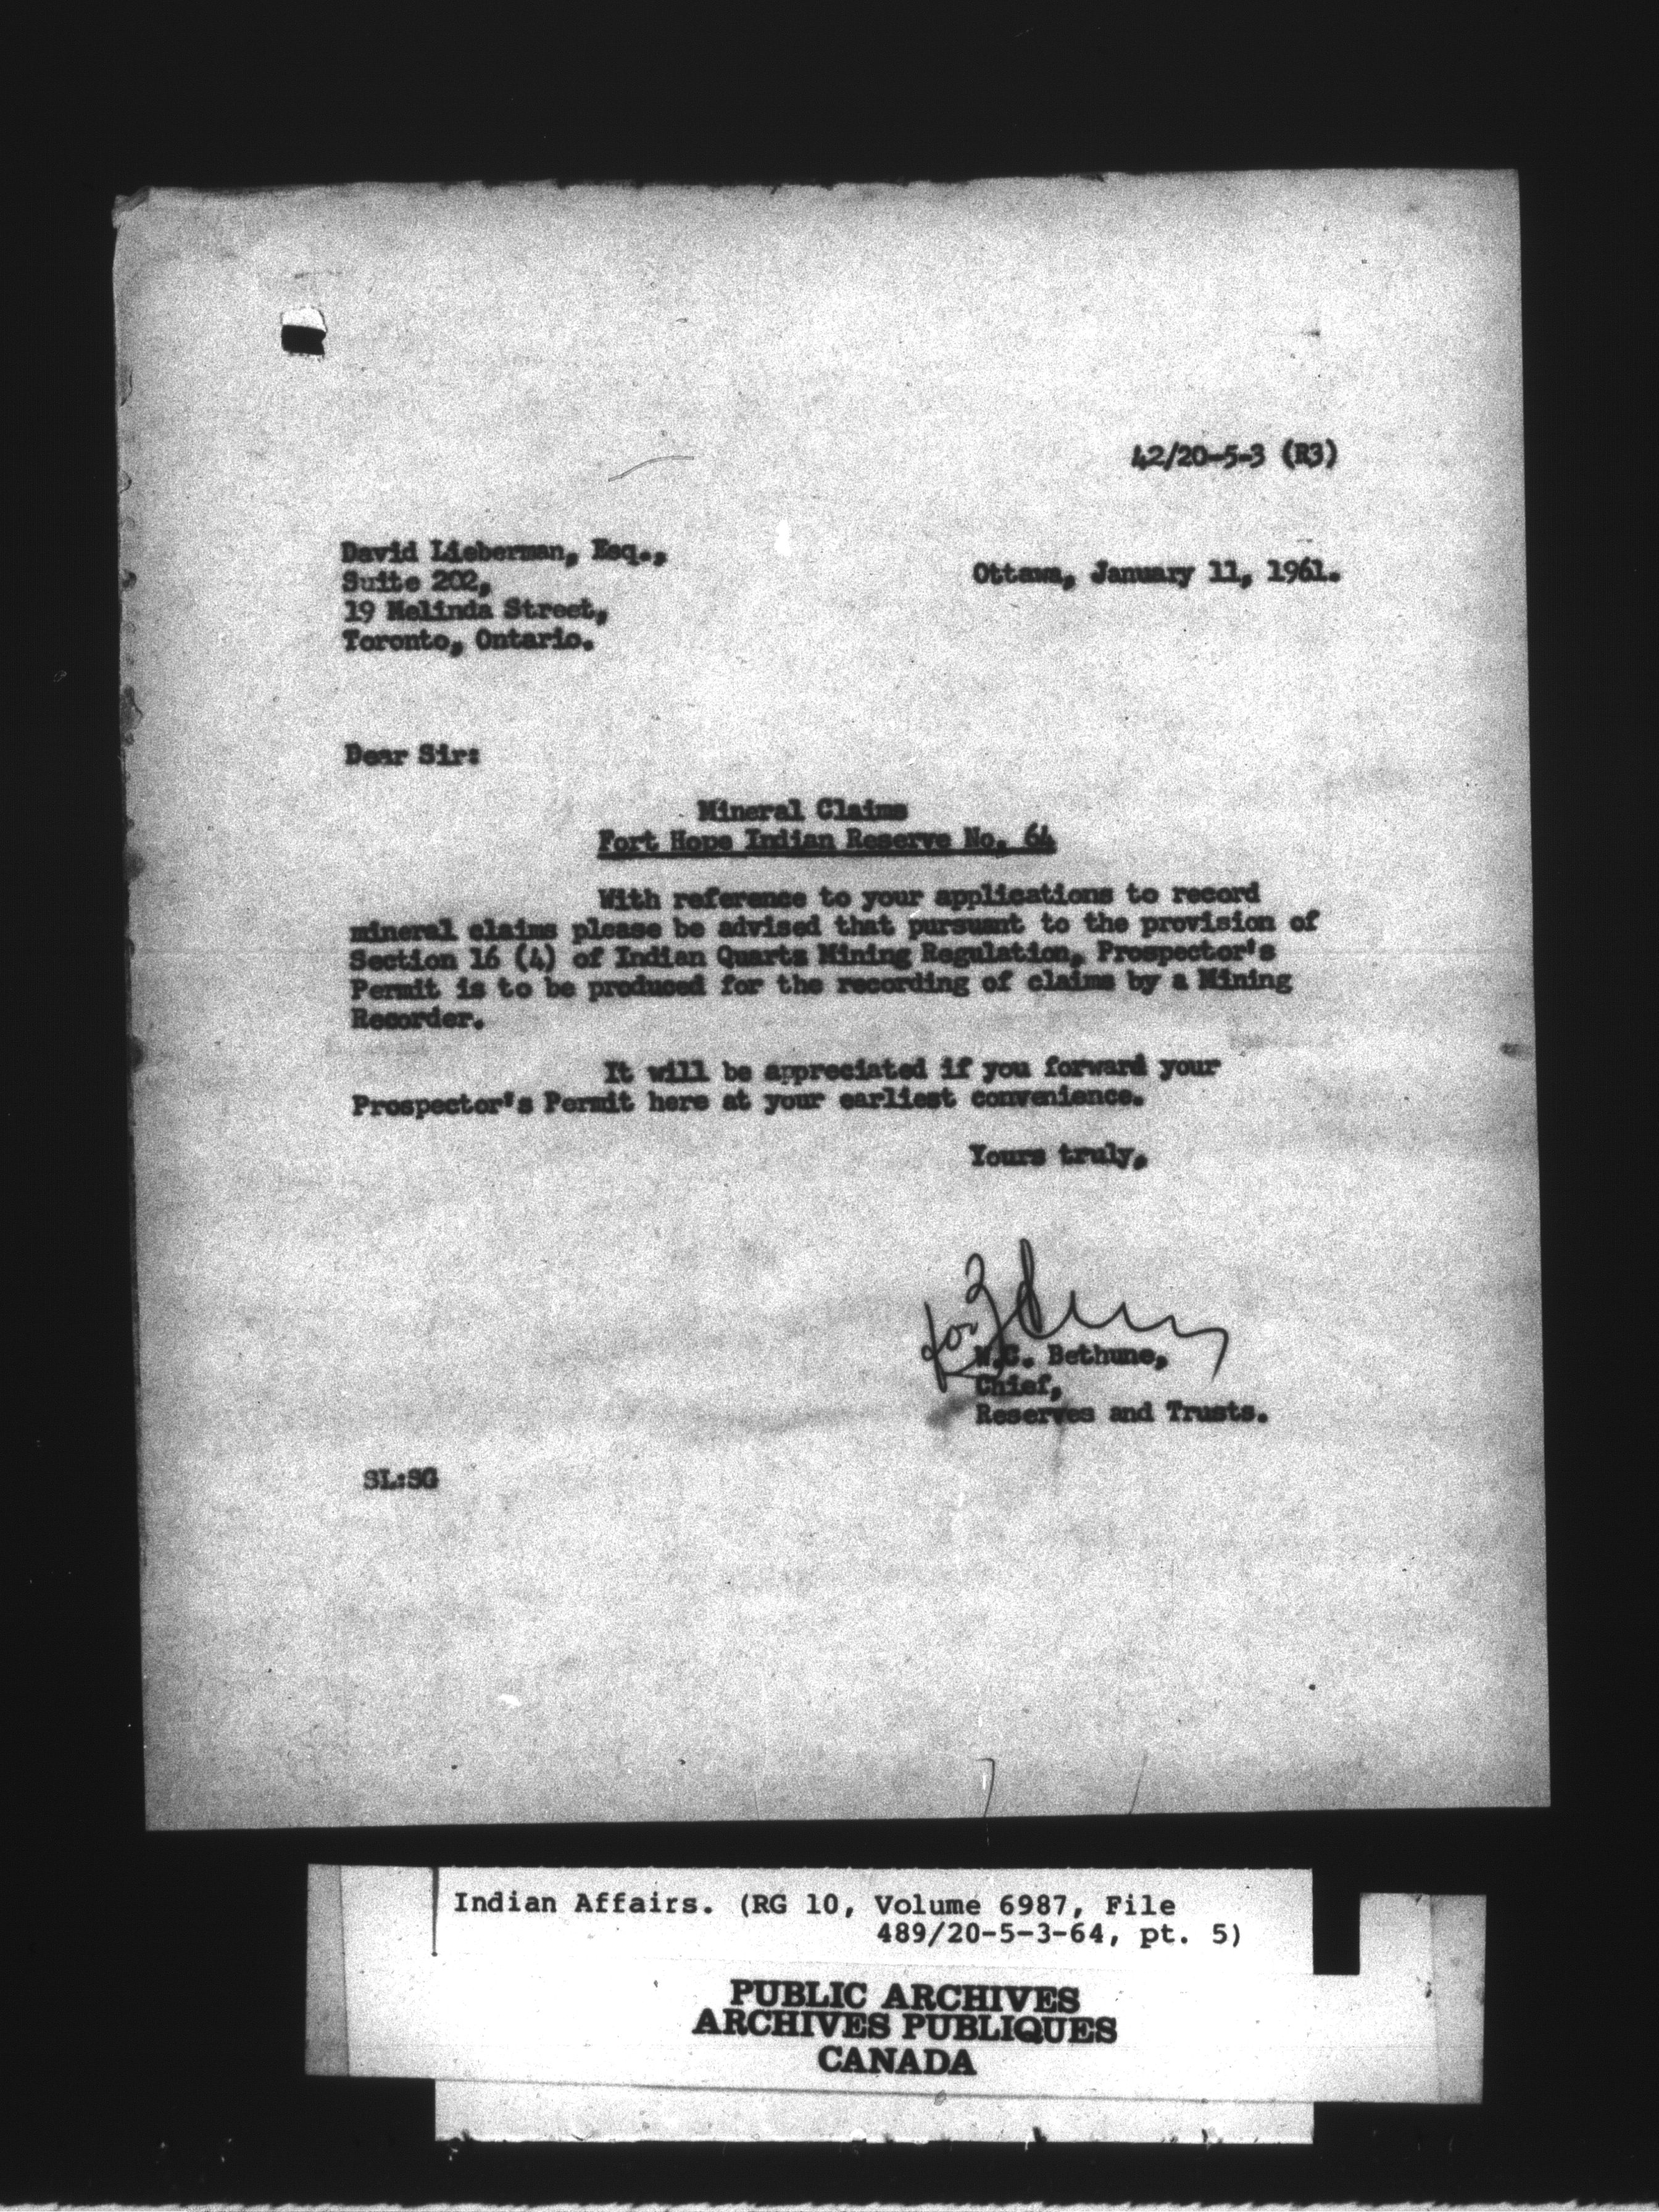 42/20-5-3 (R3)
David Lieberman, Esq.,
Suite 202,
19 Melinda Street,
Toronto, Ontario.
Ottawa, January 11, 1961.
Dear Sir:
Mineral Claims
Fort Hope Indian Reserve No. 64
With reference to your applications to record
mineral claims please be advised that pursuant to the provision of
Section 16 (4) of Indian Quartz Mining Regulation, Prospector's
Permit is to be produced for the recording of claims by a Mining
Recorder.
It will be appreciated if you forward your
Prospector's Permit here at your earliest convenience.
Yours truly,
for
W.C. Bethune,
Chief,
Reserves and Trusts.
SL:SG
Indian Affairs. (RG 10, Volume 6987, File
489/20-5-3-64, pt. 5)
PUBLIC ARCHIVES
ARCHIVES PUBLIQUES
CANADA